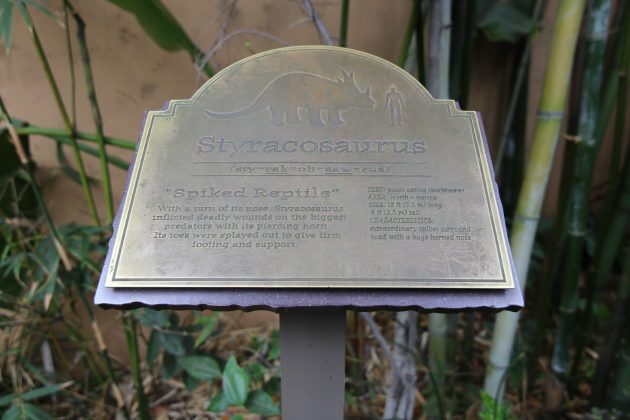 Styracosaurus
(sty-rak-oh-saw-rus)
"Spiked Reptile"
With a turn of its nose, Styracosaurus
inflicted deadly wounds on the biggest
predators with its piercing horn.
Its toes were splayed out to give firm
footing and support.
DIET: plant eating
AREA: North
SIZE: 18 ft (5.5 m) long
8 ft (2.5 m) tall
CHARACTERISTICS:
extraordinary spikes surround
head with a huge horned nose